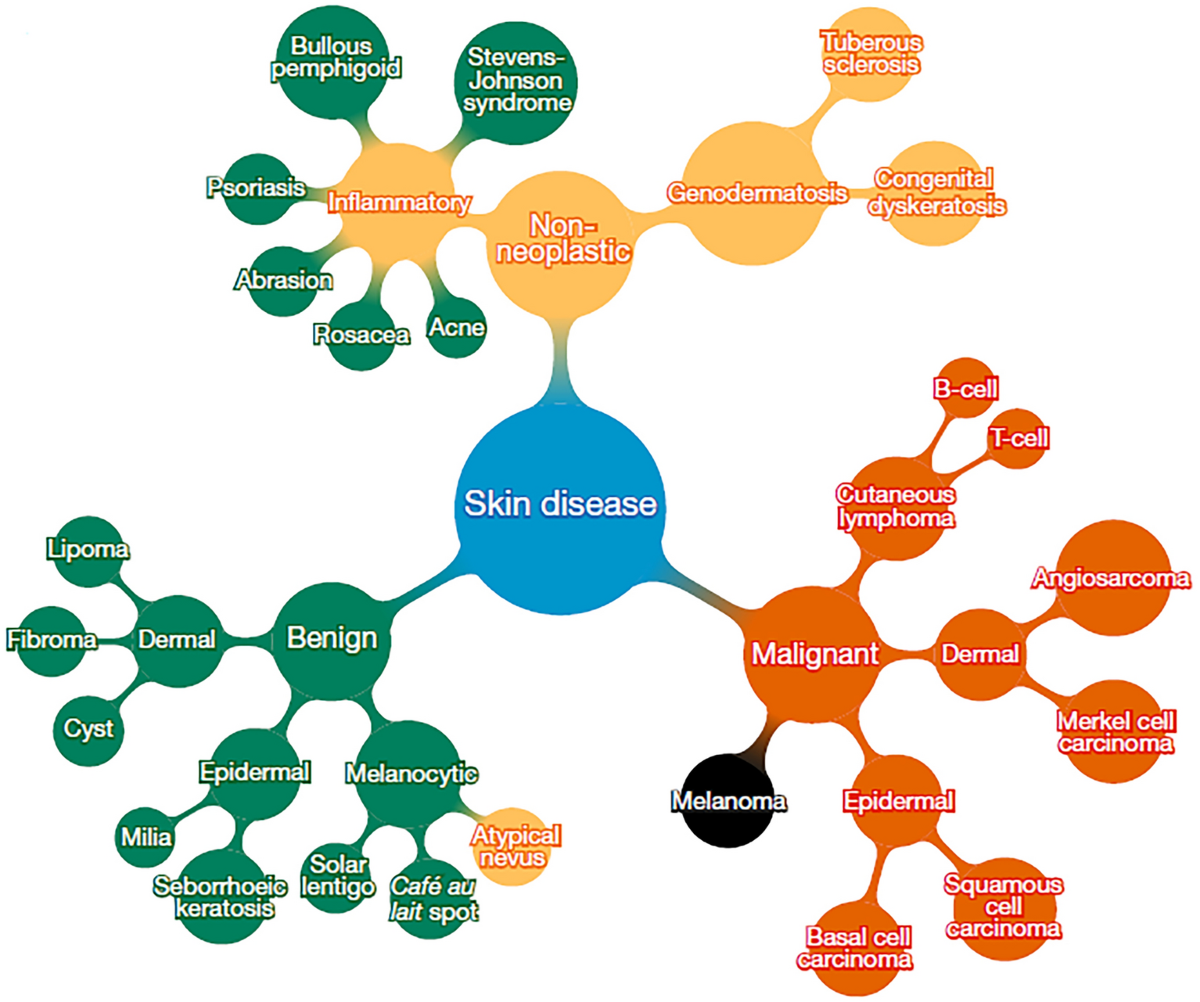 Bullous
pemphigoid
Stevens-
Johnson
syndrome
Tuberous
sclerosis
Psoriasis
Inflammatory
Non-
neoplastic
Genodermatosis
Congenital
dyskeratosis
Abrasion
Rosacea
Acne
B-cell
T-cell
Cutaneous
lymphoma
Skin disease
Lipoma
Fibroma
Dermal
Benign
Cyst
Malignant
Dermal
Angiosarcoma
Merkel cell
carcinoma
Epidermal
Melanocytic
Milia
Seborrhoeic
keratosis
Solar
lentigo
Café au
lait spot
Atypical
nevus
Melanoma
Epidermal
Basal cell
carcinoma
Squamous
cell
carcinoma